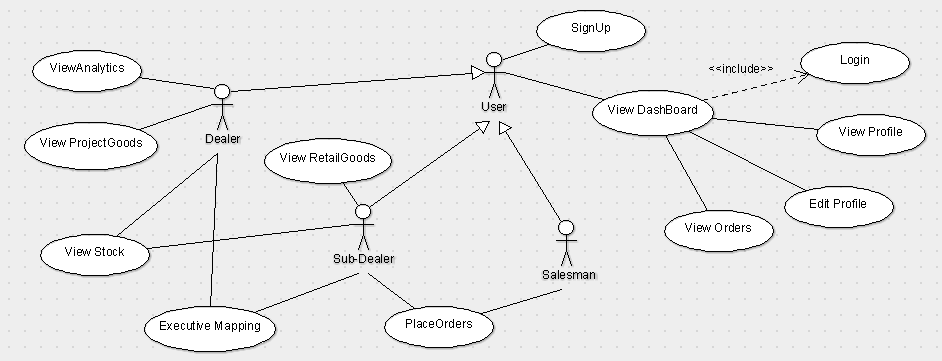 SignUp
ViewAnalytics
<<include>>
Login
User
View DashBoard
Dealer
View ProjectGoods
View RetailGoods
View Profile
Edit Profile
View Orders
View Stock
Sub-Dealer
Salesman
Executive Mapping
PlaceOrders